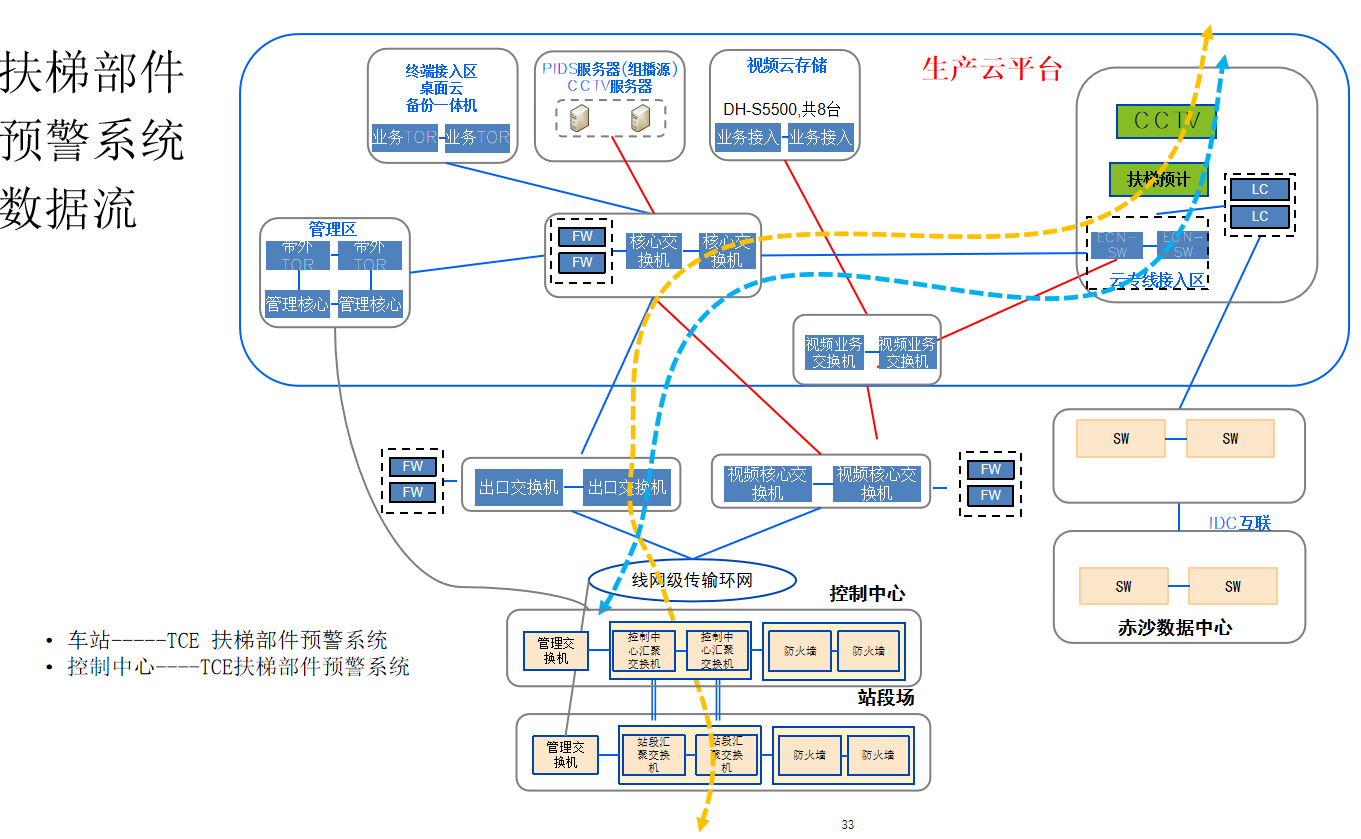 扶梯部件
预警系统
数据流
生产云平台
终端接入区
桌面云
备份一体机
业务TOR
业务TOR
PIDS服务器(组播源)
CCTV服务器
视频云存储
DH-S5500,共8台
业务接入
业务接入
CCTV
扶梯预计
LC
LC
ECN-
SW
ECN-
SW
云专线接入区
管理区
带外
TOR
带外
TOR
管理核心
管理核心
FW
FW
核心交
换机
核心交
换机
视频业务
交换机
视频业务
交换机
FW
FW
出口交换机
出口交换机
视频核心交
换机
视频核心交
换机
FW
FW
SW
SW
IDC互联
SW
SW
赤沙数据中心
线网级传输环网
控制中心
管理交
换机
控制中
心汇聚
交换机
控制中
心汇聚
交换机
防火墙
防火墙
站段场
管理交
换机
站段汇
聚交换
机
站段汇
聚交换
机
防火墙
防火墙
• 车站-----TCE 扶梯部件预警系统
• 控制中心----TCE扶梯部件预警系统
33